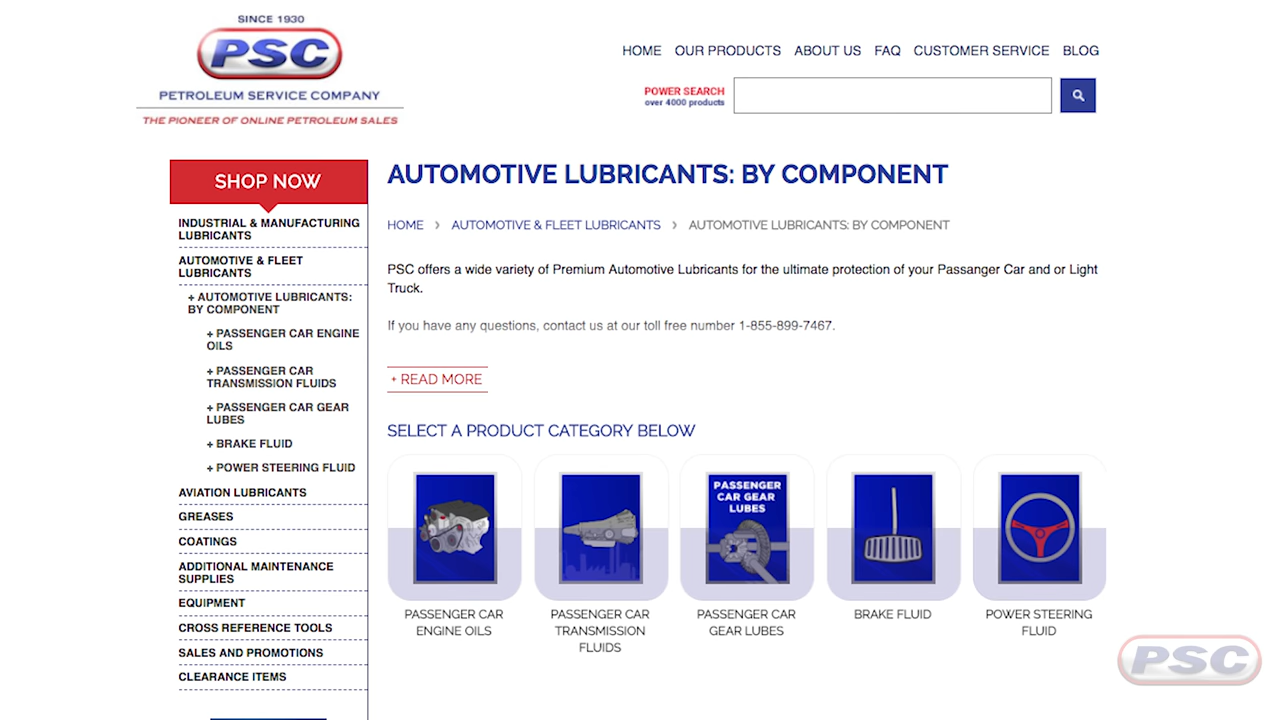 SINCE 1930
PSC
PETROLEUM SERVICE COMPANY
THE PIONEER OF ONLINE PETROLEUM SALES
HOME OUR PRODUCTS ABOUT US FAQ CUSTOMER SERVICE BLOG
POWER SEARCH
over 4000 products
SHOP NOW
INDUSTRIAL & MANUFACTURING
LUBRICANTS
AUTOMOTIVE & FLEET
LUBRICANTS
+ AUTOMOTIVE LUBRICANTS:
BY COMPONENT
+ PASSENGER CAR ENGINE
OILS
+ PASSENGER CAR
TRANSMISSION FLUIDS
+ PASSENGER CAR GEAR
LUBES
+ BRAKE FLUID
+ POWER STEERING FLUID
AVIATION LUBRICANTS
GREASES
COATINGS
ADDITIONAL MAINTENANCE
SUPPLIES
EQUIPMENT
CROSS REFERENCE TOOLS
SALES AND PROMOTIONS
CLEARANCE ITEMS
AUTOMOTIVE LUBRICANTS: BY COMPONENT
HOME › AUTOMOTIVE & FLEET LUBRICANTS › AUTOMOTIVE LUBRICANTS: BY COMPONENT
PSC offers a wide variety of Premium Automotive Lubricants for the ultimate protection of your Passanger Car and or Light
Truck.
If you have any questions, contact us at our toll free number 1-855-899-7467.
+ READ MORE
SELECT A PRODUCT CATEGORY BELOW
PASSENGER
CAR GEAR
LUBES
PASSENGER CAR
ENGINE OILS
PASSENGER CAR
TRANSMISSION
FLUIDS
PASSENGER CAR
GEAR LUBES
BRAKE FLUID
POWER STEERING
FLUID
PSC